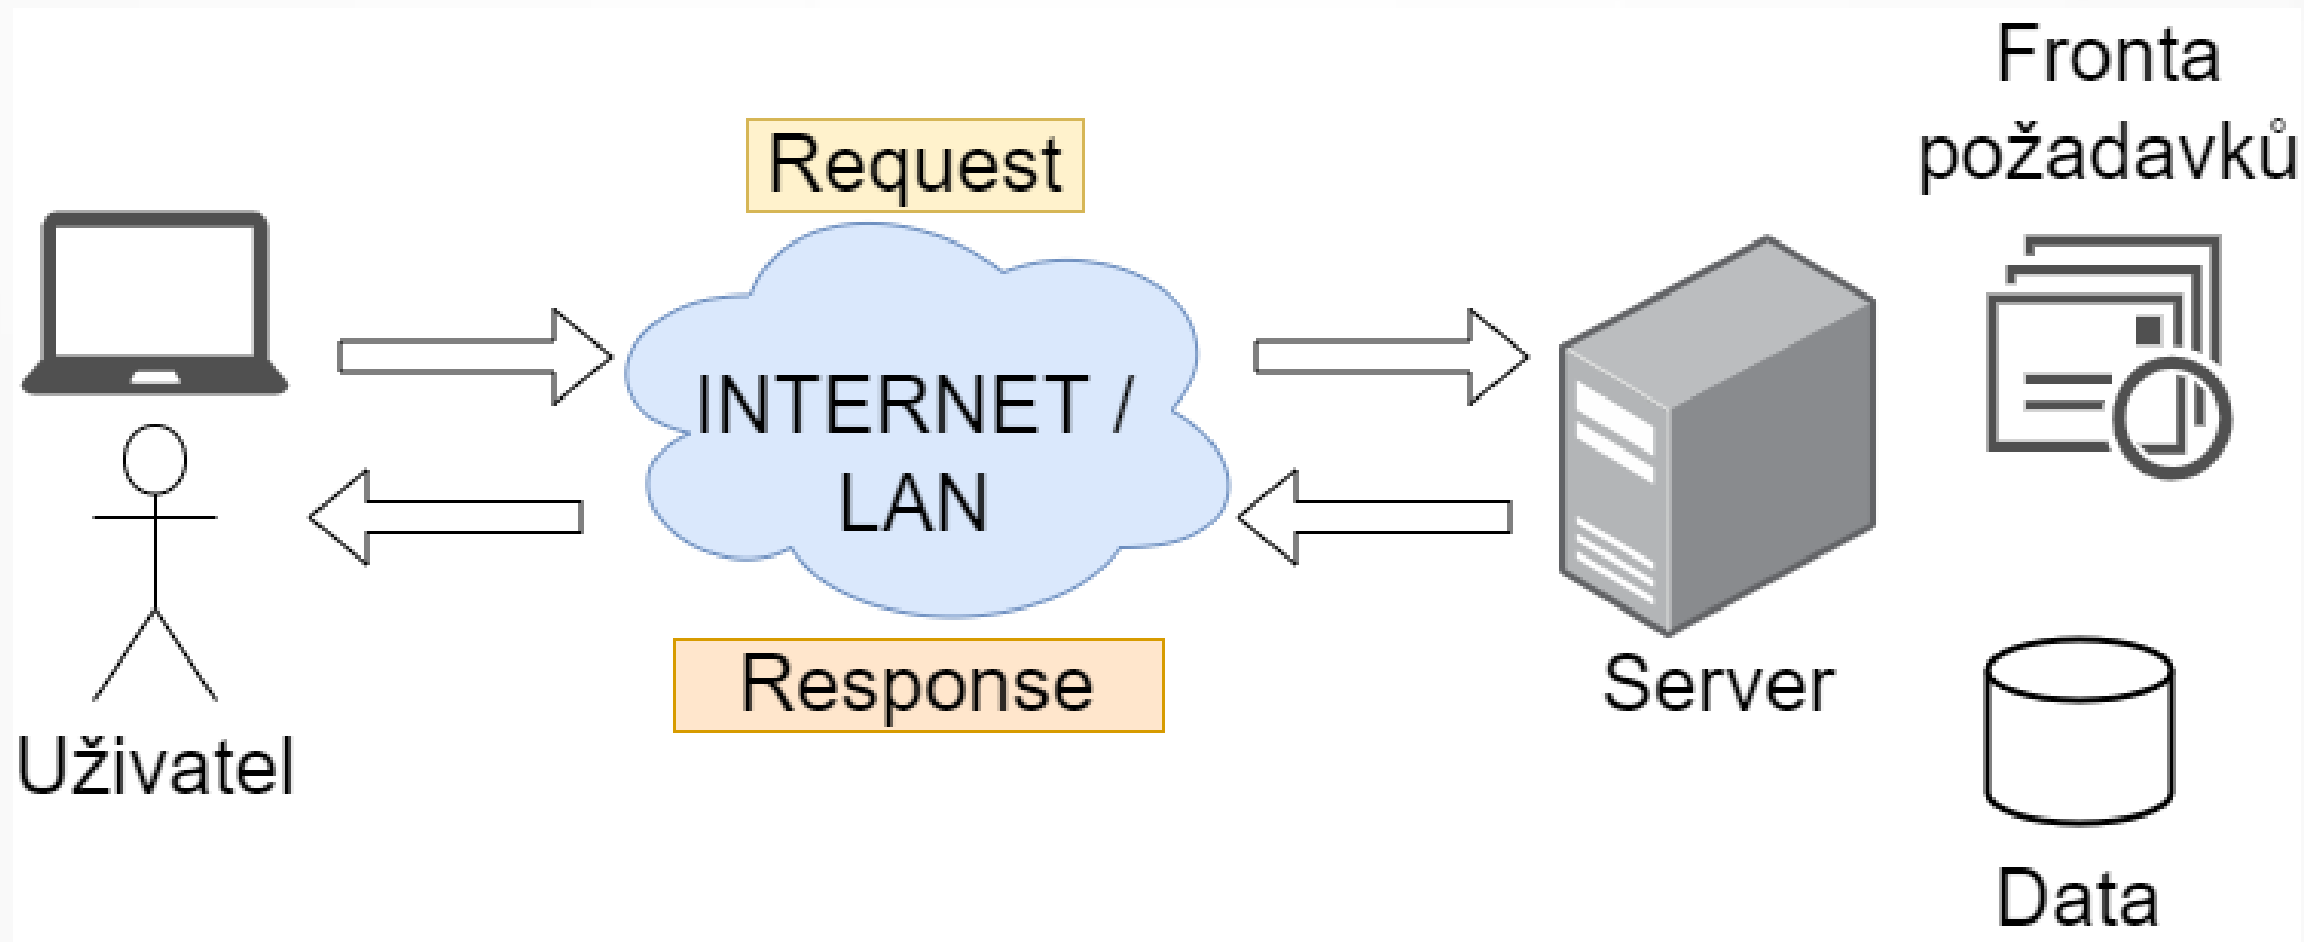 Fronta
požadavků
Request
INTERNET /
LAN
Response
Server
Uživatel
Data